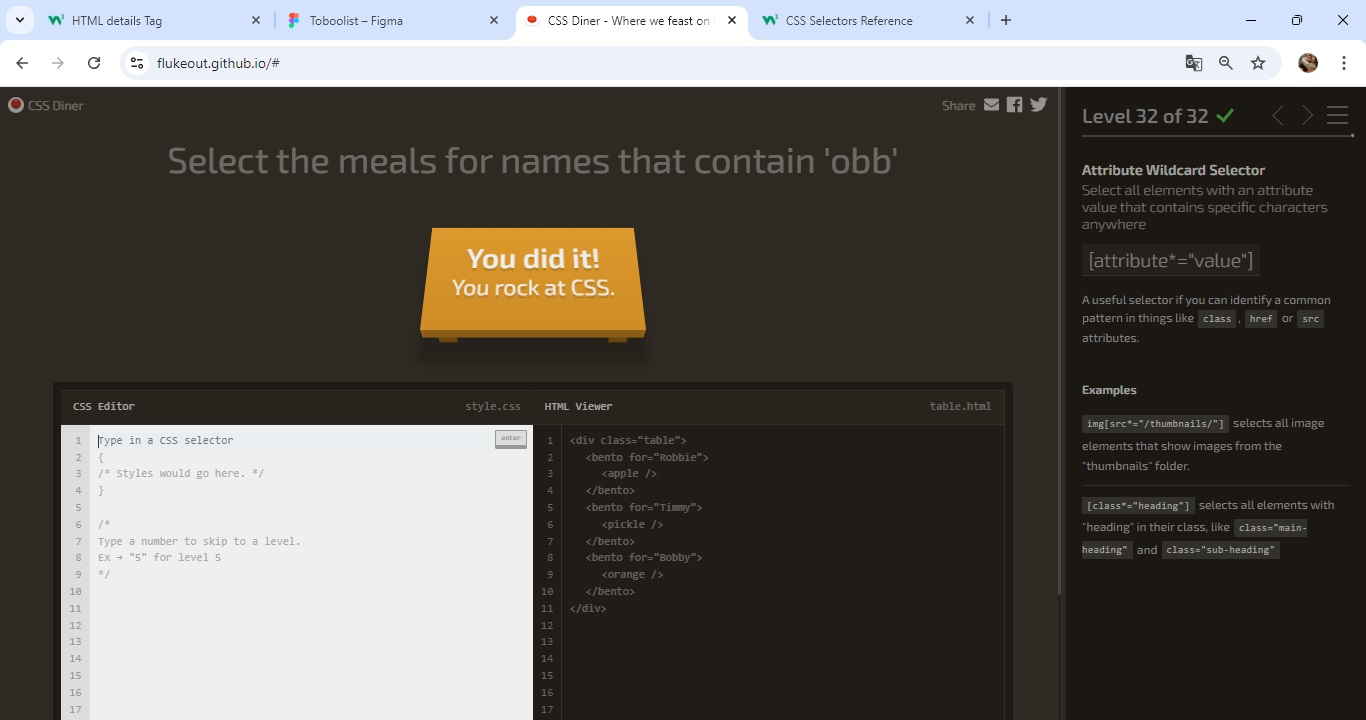 HTML details Tag
Toboolist – Figma
CSS Diner - Where we feast on
CSS Selectors Reference
flukeout.github.io/#
CSS Diner
Share
Select the meals for names that contain 'obb'
You did it!
You rock at CSS.
CSS Editor
style.css
1 Type in a CSS selector
enter
2 {
3 /* Styles would go here. */
4 }
5
6 /*
7 Type a number to skip to a level.
8 Ex → "5" for level 5
9 */
10
11
12
13
14
15
16
17
HTML Viewer
table.html
1 <div class="table">
2 <bento for="Robbie">
3 <apple />
4 </bento>
5 <bento for="Timmy">
6 <pickle />
7 </bento>
8 <bento for="Bobby">
9 <orange />
10 </bento>
11 </div>
12
13
14
15
16
17
Level 32 of 32
Attribute Wildcard Selector
Select all elements with an attribute
value that contains specific characters
anywhere
[attribute*="value"]
A useful selector if you can identify a common
pattern in things like class , href or src
attributes.
Examples
img[src*="/thumbnails/"] selects all image
elements that show images from the
"thumbnails" folder.
[class*="heading"] selects all elements with
"heading" in their class, like class="main-
heading" and class="sub-heading"